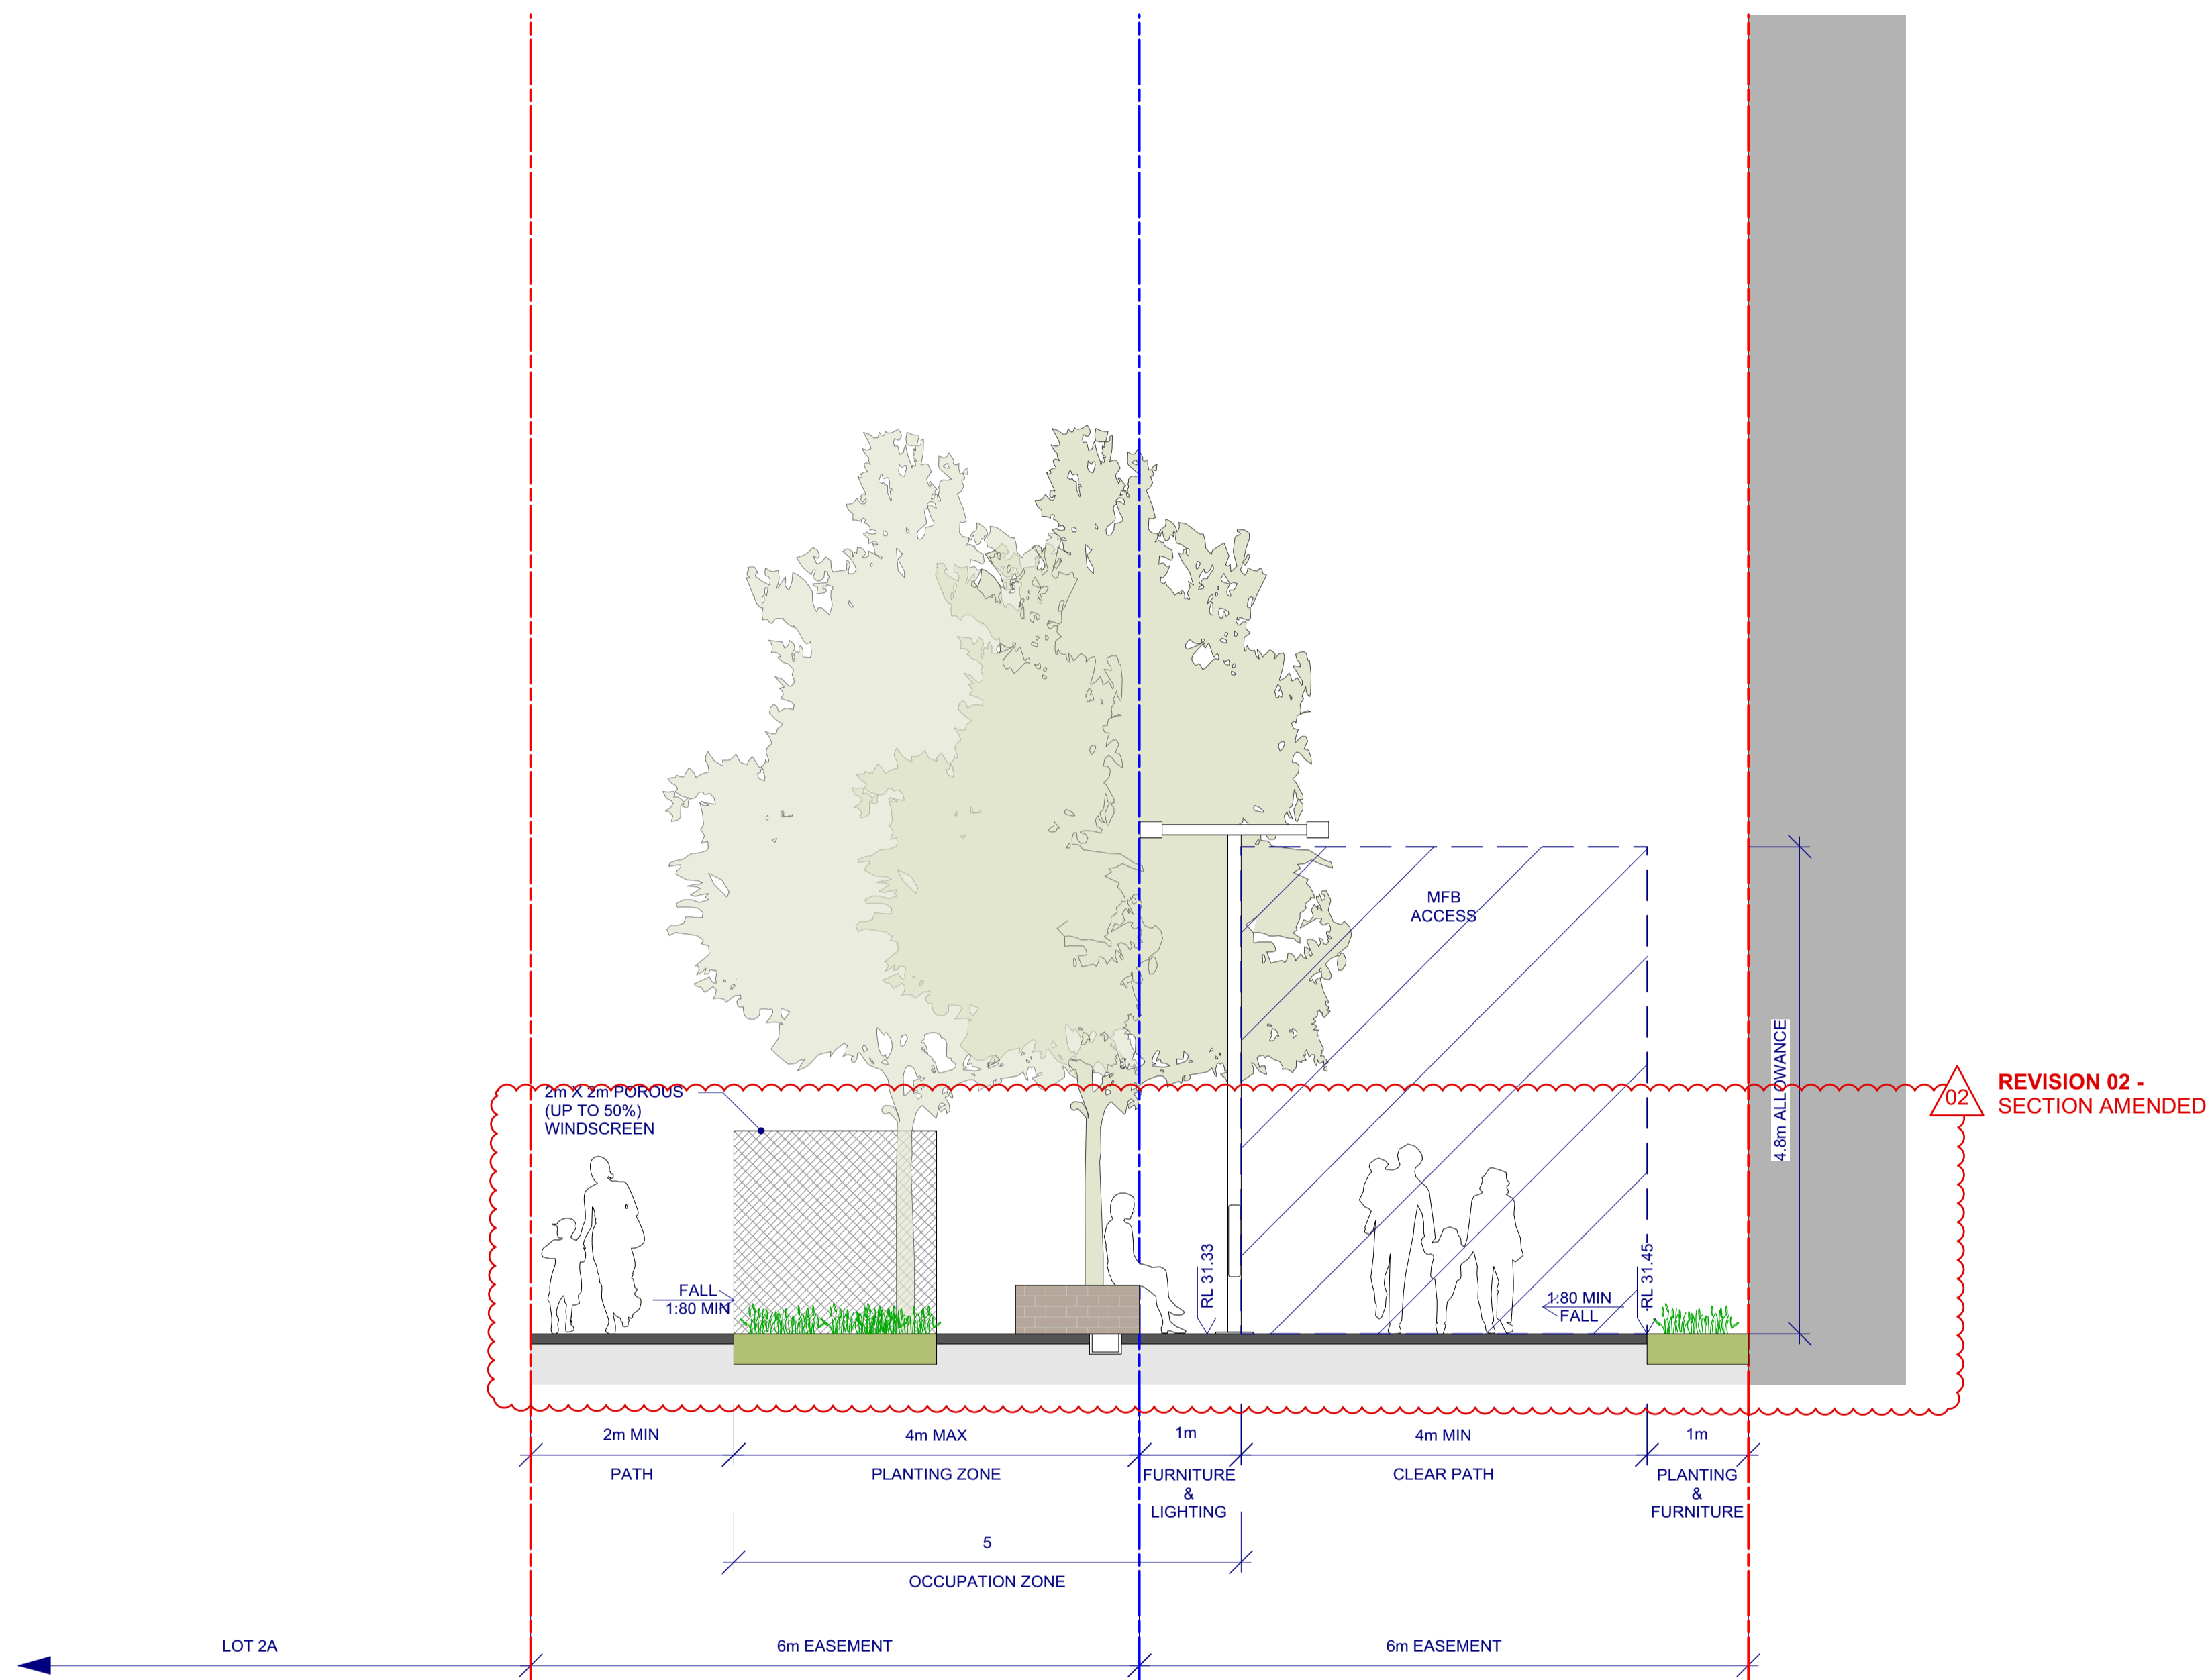 MFB
ACCESS
4.8m ALLOWANCE
02
REVISION 02 -
SECTION AMENDED
2m X 2m POROUS
(UP TO 50%)
WINDSCREEN
FALL
1:80 MIN
RL 31.33
1:80 MIN
FALL
RL 31.45
2m MIN
4m MAX
1m
4m MIN
1m
PATH
PLANTING ZONE
FURNITURE
&
LIGHTING
CLEAR PATH
PLANTING
&
FURNITURE
5
OCCUPATION ZONE
LOT 2A
6m EASEMENT
6m EASEMENT